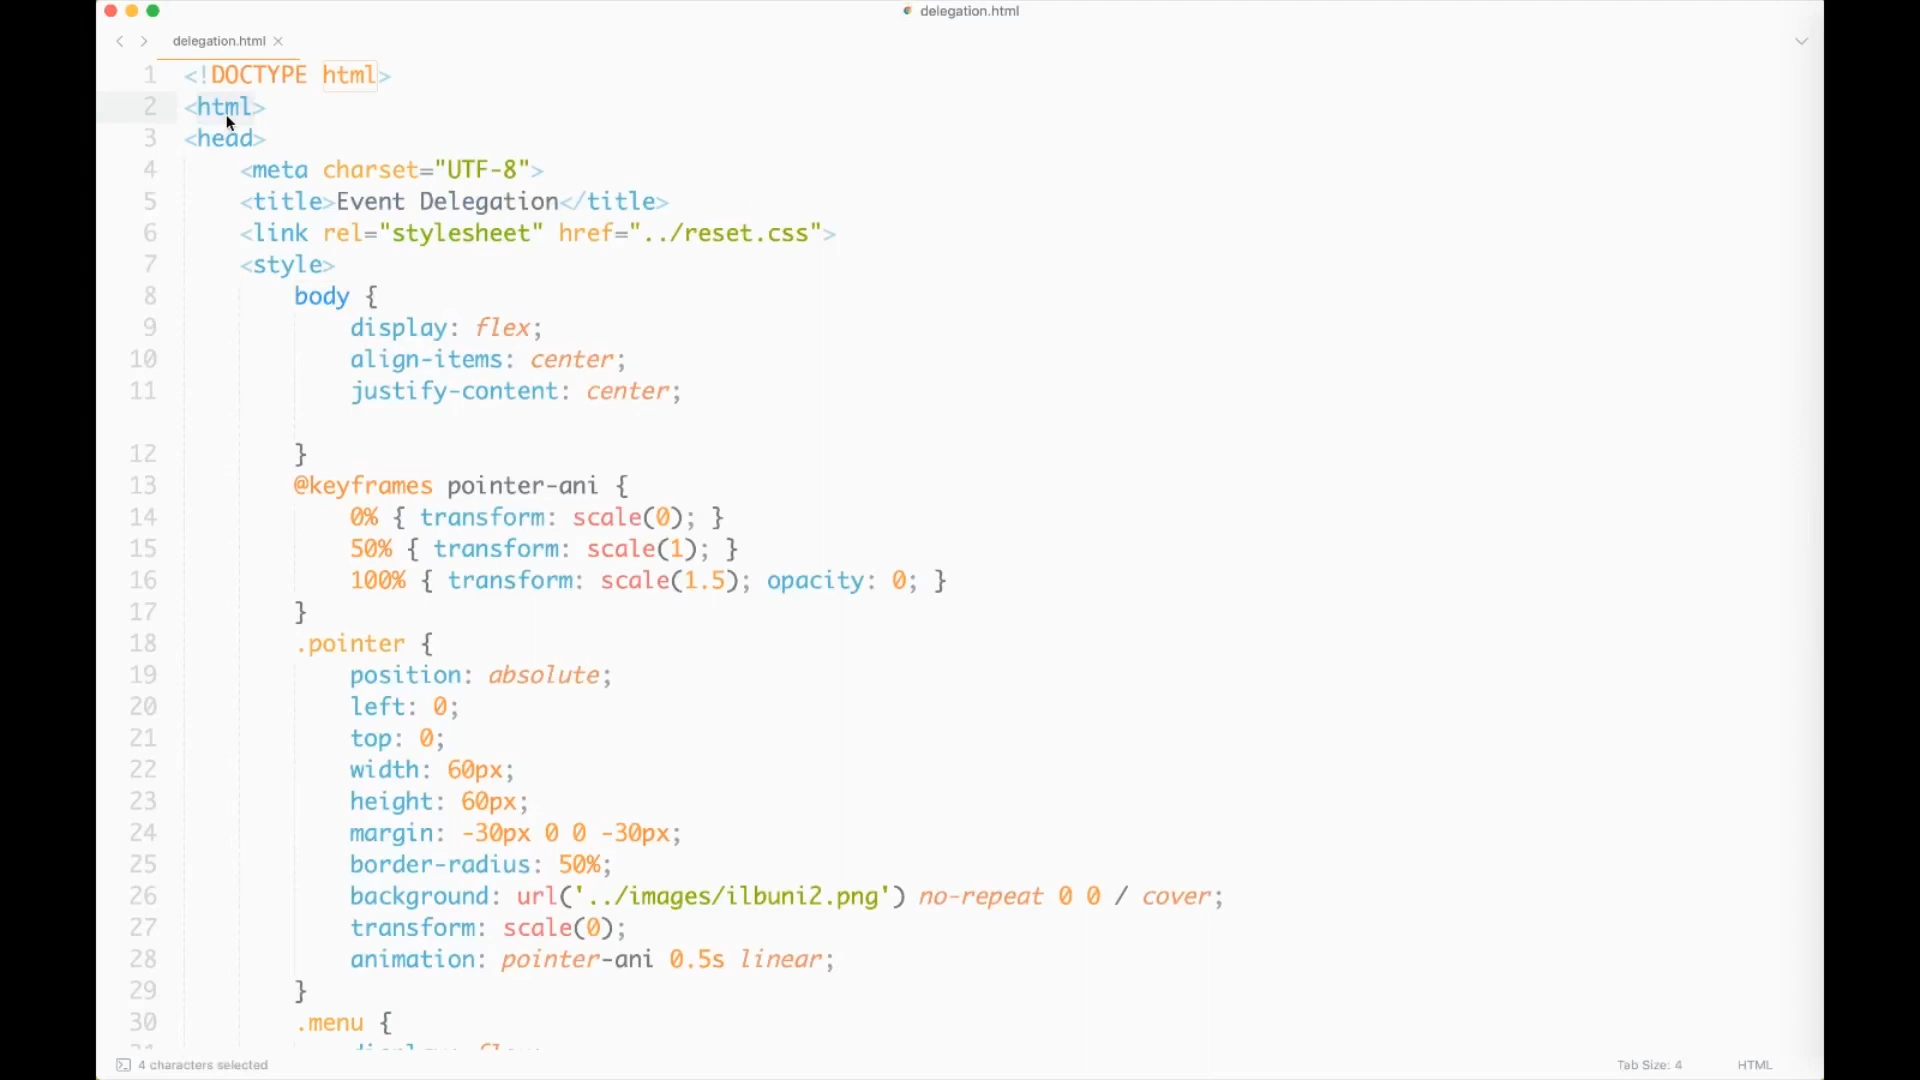 delegation.html
delegation.html
1 <!DOCTYPE html>
2 <html>
3 <head>
4 <meta charset="UTF-8">
5 <title>Event Delegation</title>
6 <link rel="stylesheet" href="../reset.css">
7 <style>
8 body {
9 display: flex;
10 align-items: center;
11 justify-content: center;
12 }
13 @keyframes pointer-ani {
14 0% { transform: scale(0); }
15 50% { transform: scale(1); }
16 100% { transform: scale(1.5); opacity: 0; }
17 }
18 .pointer {
19 position: absolute;
20 left: 0;
21 top: 0;
22 width: 60px;
23 height: 60px;
24 margin: -30px 0 0 -30px;
25 border-radius: 50%;
26 background: url('../images/ilbuni2.png') no-repeat 0 0 / cover;
27 transform: scale(0);
28 animation: pointer-ani 0.5s linear;
29 }
30 .menu {
4 characters selected
Tab Size: 4
HTML